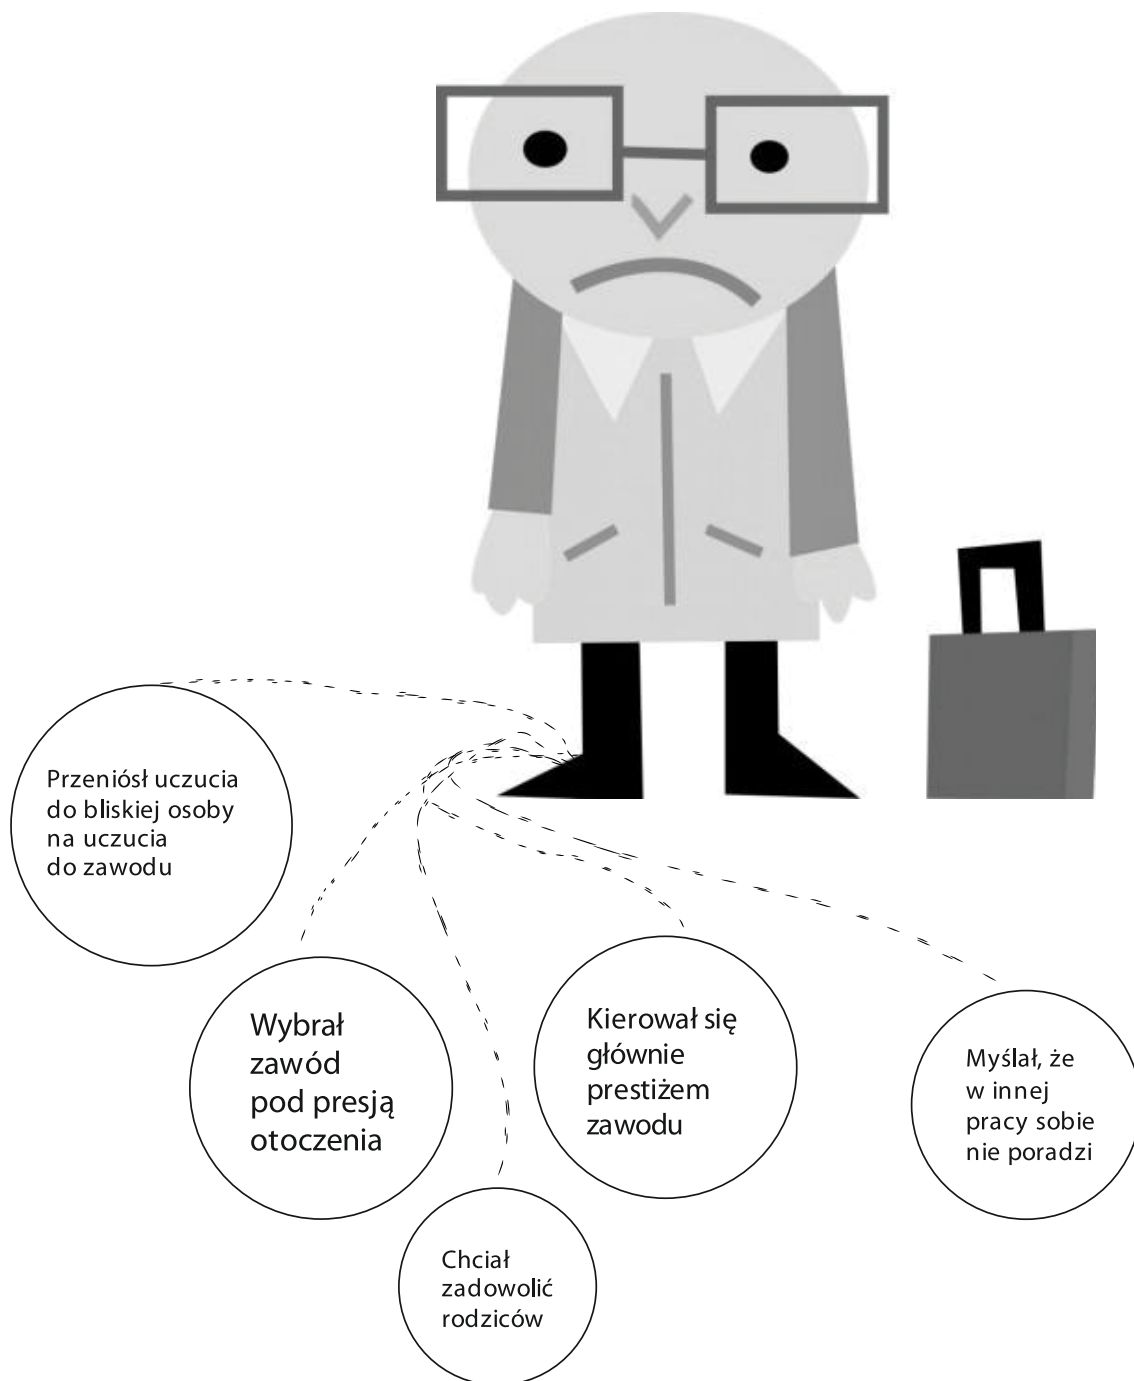 Przeniósł uczucia
do bliskiej osoby
na uczucia
do zawodu
Wybrał
zawód
pod presją
otoczenia
Chciał
zadowolić
rodziców
Kierował się
głównie
prestiżem
zawodu
Myślał, że
w innej
pracy sobie
nie poradzi